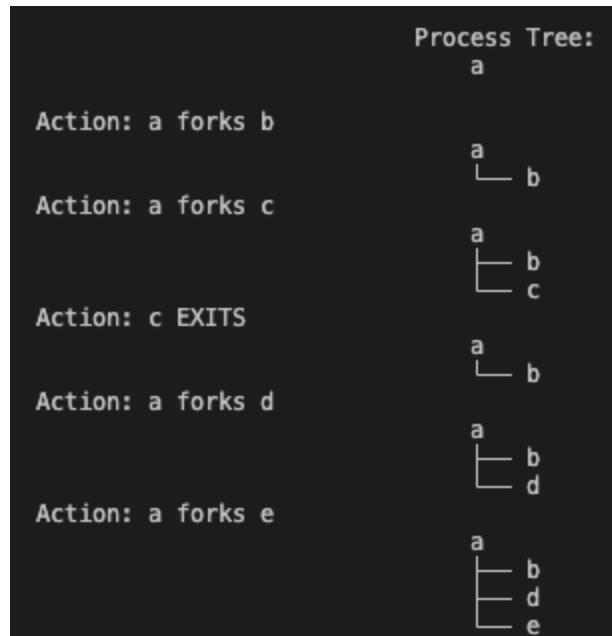 Process Tree:
a
Action: a forks b
a
└── b
Action: a forks c
a
├── b
└── c
Action: c EXITS
a
└── b
Action: a forks d
a
├── b
└── d
Action: a forks e
a
├── b
├── d
└── e